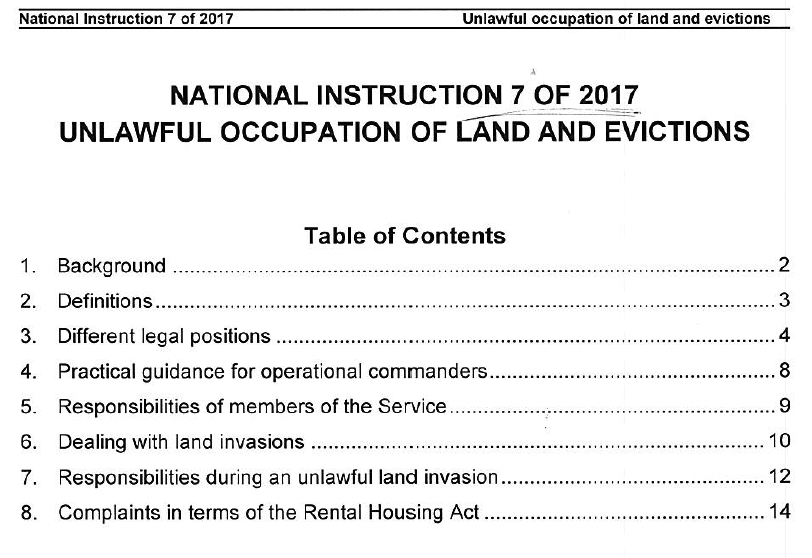 National Instruction 7 of 2017 Unlawful occupation of land and evictions
NATIONAL INSTRUCTION 7 OF 2017
UNLAWFUL OCCUPATION OF LAND AND EVICTIONS
Table of Contents
1. Background ........................................ 2
2. Definitions ........................................ 3
3. Different legal positions ........................................ 4
4. Practical guidance for operational commanders ........................................ 8
5. Responsibilities of members of the Service ........................................ 9
6. Dealing with land invasions ........................................ 10
7. Responsibilities during an unlawful land invasion ........................................ 12
8. Complaints in terms of the Rental Housing Act ........................................ 14